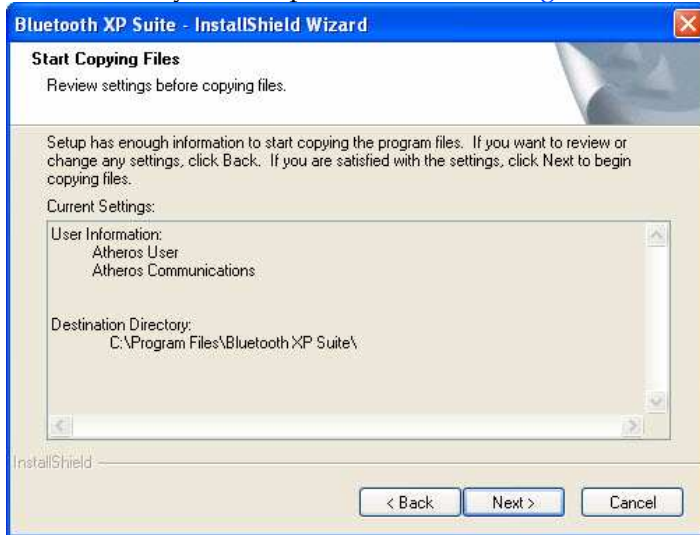 Bluetooth XP Suite - InstallShield Wizard
Start Copying Files
Review settings before copying files.
Setup has enough information to start copying the program files. If you want to review or
change any settings, click Back. If you are satisfied with the settings, click Next to begin
copying files.
Current Settings:
User Information:
Atheros User
Atheros Communications
Destination Directory:
C:\Program Files\Bluetooth XP Suite\
InstallShield
< Back Next > Cancel